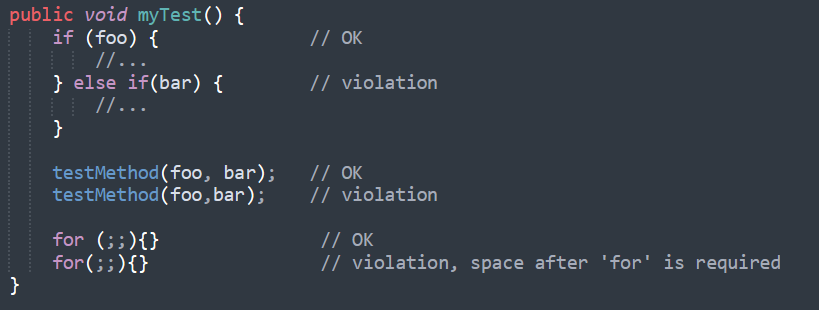 public void myTest() {
    if (foo) {              // OK
        //...
    } else if(bar) {        // violation
        //...
    }
    testMethod(foo, bar);   // OK
    testMethod(foo,bar);    // violation
    for (;;){}               // OK
    for(;;){}                // violation, space after 'for' is required
}